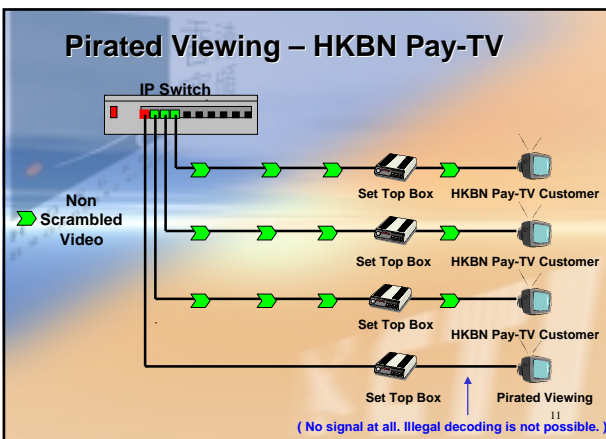 Pirated Viewing – HKBN Pay-TV
IP Switch
Set Top Box HKBN Pay-TV Customer
Non
Scrambled
Video
Set Top Box HKBN Pay-TV Customer
Set Top Box HKBN Pay-TV Customer
Set Top Box Pirated Viewing
11
( No signal at all. Illegal decoding is not possible. )